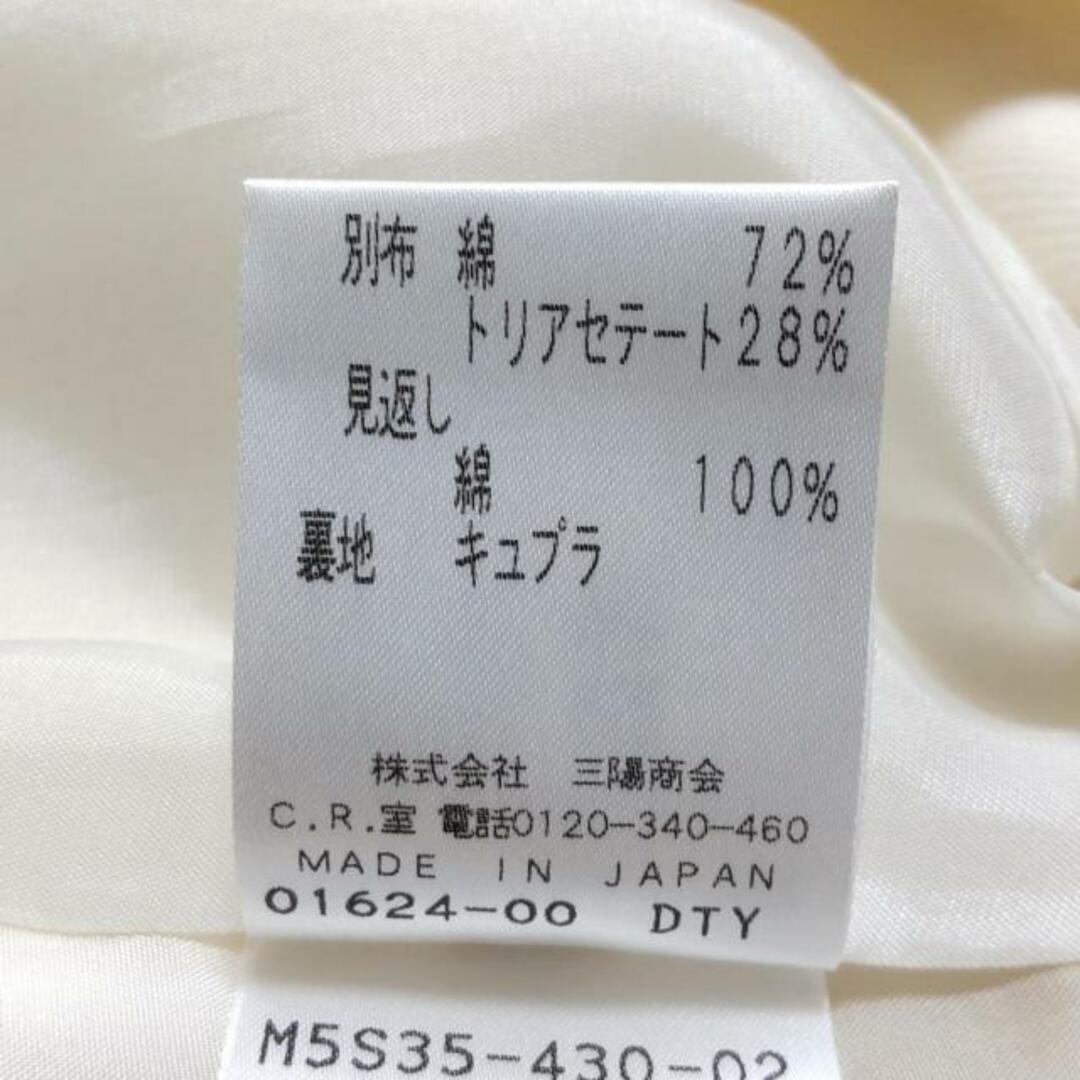 別布 綿 72%
トリアセテート28%
見返し
綿 100%
裏地 キュプラ
株式会社 三陽商会
C.R.室 電話0120-340-460
MADE IN JAPAN
01624-00 DTY
M5S35-430-02